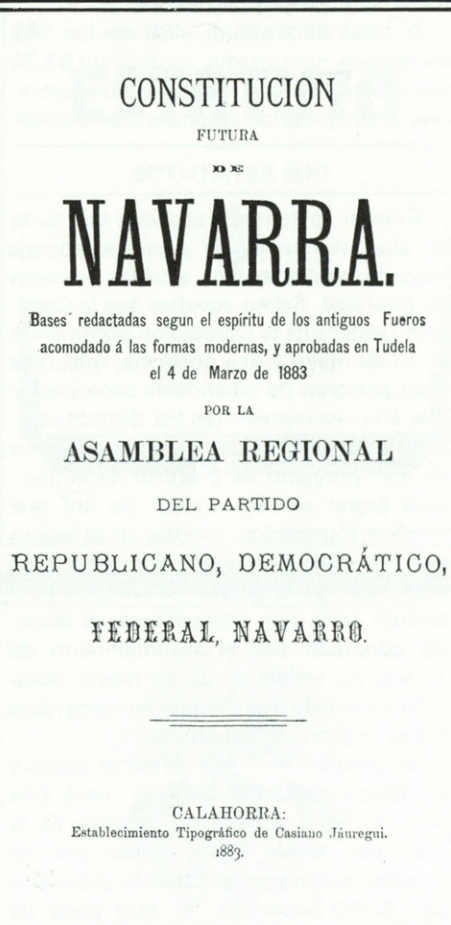 CONSTITUCION
FUTURA
DE
NAVARRA.
Bases redactadas segun el espíritu de los antiguos Fueros
acomodado á las formas modernas, y aprobadas en Tudela
el 4 de Marzo de 1883
POR LA
ASAMBLEA REGIONAL
DEL PARTIDO
REPUBLICANO, DEMOCRÁTICO,
FEDERAL, NAVARRO.
CALAHORRA:
Establecimiento Tipográfico de Casiano Jáuregui.
1883.